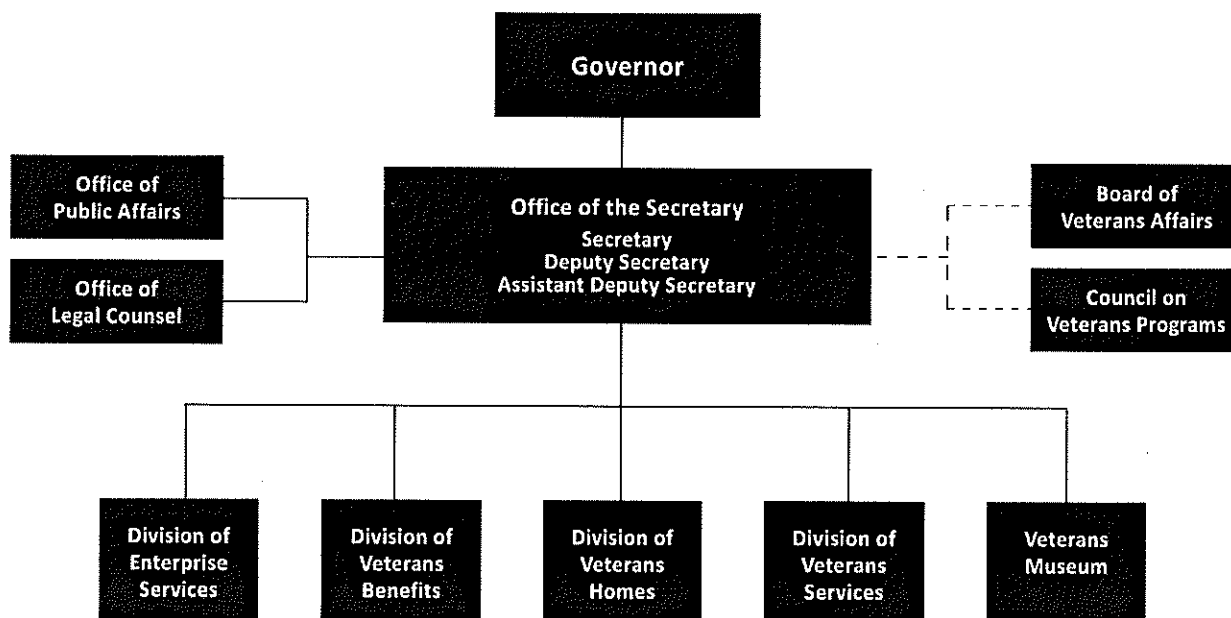 Governor
Office of
Public Affairs
Office of
Legal Counsel
Office of the Secretary
Secretary
Deputy Secretary
Assistant Deputy Secretary
Board of
Veterans Affairs
Council on
Veterans Programs
Division of
Enterprise
Services
Division of
Veterans
Benefits
Division of
Veterans
Homes
Division of
Veterans
Services
Veterans
Museum